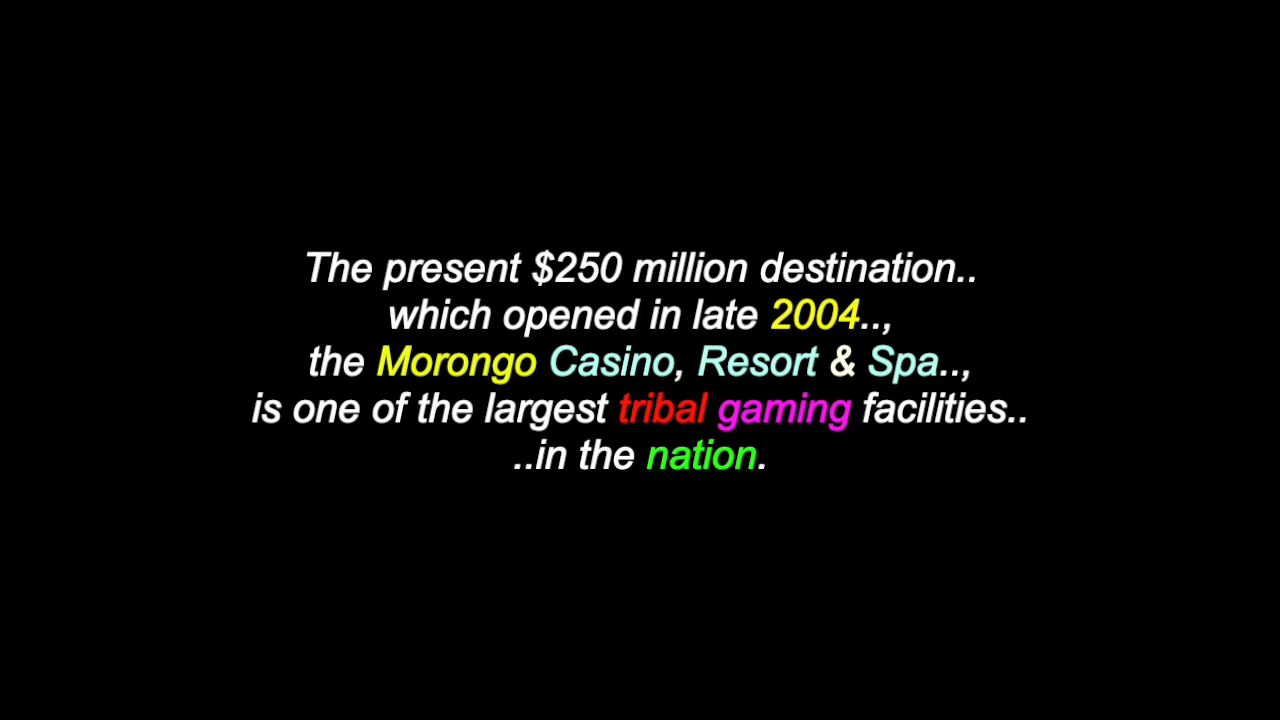 The present $250 million destination..
which opened in late 2004..,
the Morongo Casino, Resort & Spa..,
is one of the largest tribal gaming facilities..
..in the nation.